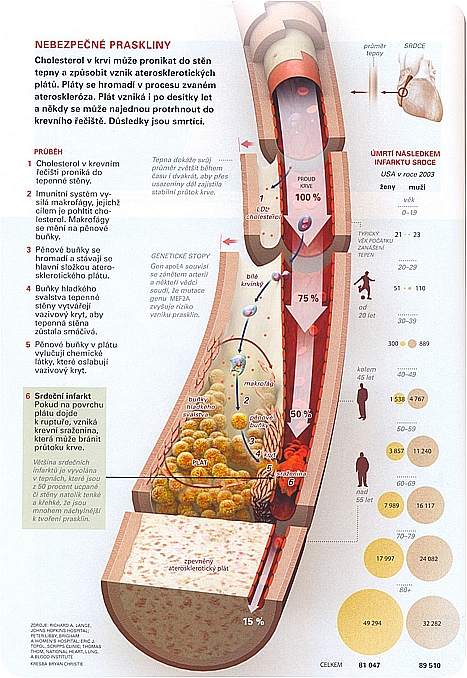 NEBEZPEČNÉ PRASKLINY
Cholesterol v krvi může pronikat do stěn
tepny a způsobit vznik aterosklerotických
plátů. Pláty se hromadí v procesu zvaném
ateroskleróza. Plát vzniká i po desítky let
a někdy se může najednou protrhnout do
krevního řečiště. Důsledky jsou smrtící.
PRŮBĚH
1 Cholesterol v krevním
řečišti proniká do
tepenné stěny.
2 Imunitní systém vy-
sílá makrofágy, jejichž
cílem je pohltit cho-
lesterol. Makrofágy
se mění na pěnové
buňky.
3 Pěnové buňky se
hromadí a stávají se
hlavní složkou atero-
sklerotického plátu.
4 Buňky hladkého
svalstva tepenné
stěny vytvářejí
vazivový kryt, aby
tepenná stěna
zůstala smáčivá.
5 Pěnové buňky v plátu
vylučují chemické
látky, které oslabují
vazivový kryt.
6 Srdeční infarkt
Pokud na povrchu
plátu dojde
k ruptuře, vzniká
krevní sraženina,
která může bránit
průtoku krve.
Většina srdečních
infarktů je vyvolána
v tepnách, které jsou
z 50 procent ucpané
či stěny natolik tenké
a křehké, že jsou
mnohem náchylnější
k tvoření prasklin.
ZDROJE: RICHARD A. LANGE,
JOHNS HOPKINS HOSPITAL;
PETER LIBBY, BRIGHAM
& WOMEN'S HOSPITAL; ERIC J.
TOPOL, SCRIPPS CLINIC; THOMAS
THOM, NATIONAL HEART, LUNG,
& BLOOD INSTITUTE
KRESBA BRYAN CHRISTIE
Tepna dokáže svůj
průměr zvětšit během
času i dvakrát, aby přes
usazeniny dál zajistila
stabilní průtok krve.
GENETICKÉ STOPY
Gen apoE4 souvisí
se zánětem arterií
a někteří vědci
soudí, že mutace
genu MEF2A
zvyšuje riziko
vzniku prasklin.
1
LDL-
cholesterol
PROUD
KRVE
100 %
bílé
krvinky
75 %
makrofág
2
buňky
hladkého
svalstva
pěnové
buňky
50 %
3
4
KRYT
5
PLÁT
sraženina
6
zpevněný
aterosklerotický plát
15 %
průměr
tepny
SRDCE
ÚMRTÍ NÁSLEDKEM
INFARKTU SRDCE
USA v roce 2003
ženy muži
věk
0–19
21 23
TYPICKÝ
VĚK POČÁTKU
ZANÁŠENÍ
TEPEN
20–29
51 110
od
20 let
30–39
300 889
kolem
45 let
40–49
1 538 4 767
50–59
3 857 11 240
nad
55 let
60–69
7 989 16 117
70–79
17 997 24 082
80+
49 294 32 282
CELKEM 81 047 89 510